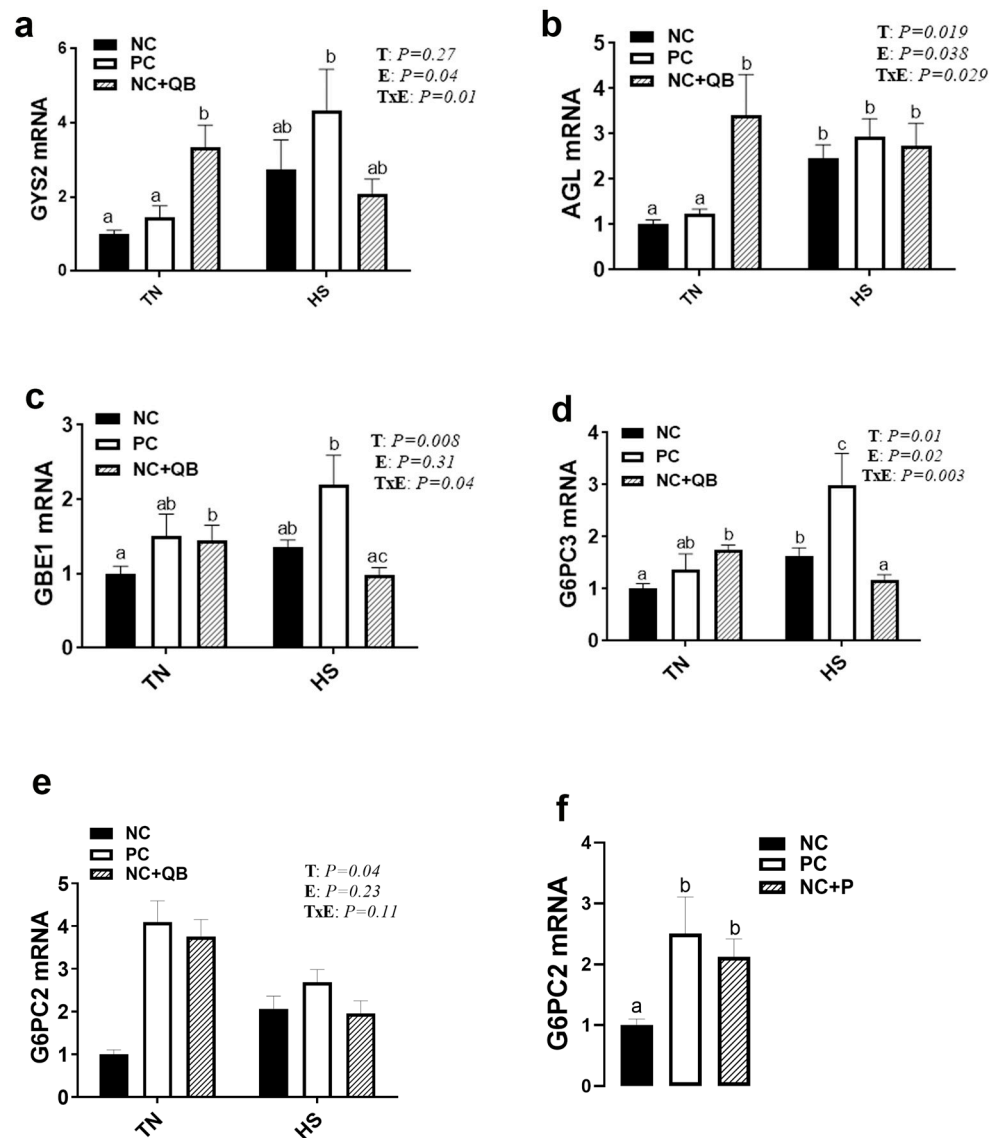 a
NC
PC
NC+QB
T: P=0.27
E: P=0.04
TxE: P=0.01
GYS2 mRNA
6
4
2
0
a
a
b
ab
b
ab
TN
HS
b
NC
PC
NC+QB
T: P=0.019
E: P=0.038
TxE: P=0.029
AGL mRNA
5
4
3
2
1
0
a
a
b
b
b
b
TN
HS
c
NC
PC
NC+QB
T: P=0.008
E: P=0.31
TxE: P=0.04
GBE1 mRNA
3
2
1
0
a
ab
b
ab
b
ac
TN
HS
d
NC
PC
NC+QB
T: P=0.01
E: P=0.02
TxE: P=0.003
G6PC3 mRNA
4
3
2
1
0
a
ab
b
b
c
a
TN
HS
e
NC
PC
NC+QB
T: P=0.04
E: P=0.23
TxE: P=0.11
G6PC2 mRNA
5
4
3
2
1
0
TN
HS
f
NC
PC
NC+P
G6PC2 mRNA
4
3
2
1
0
a
b
b